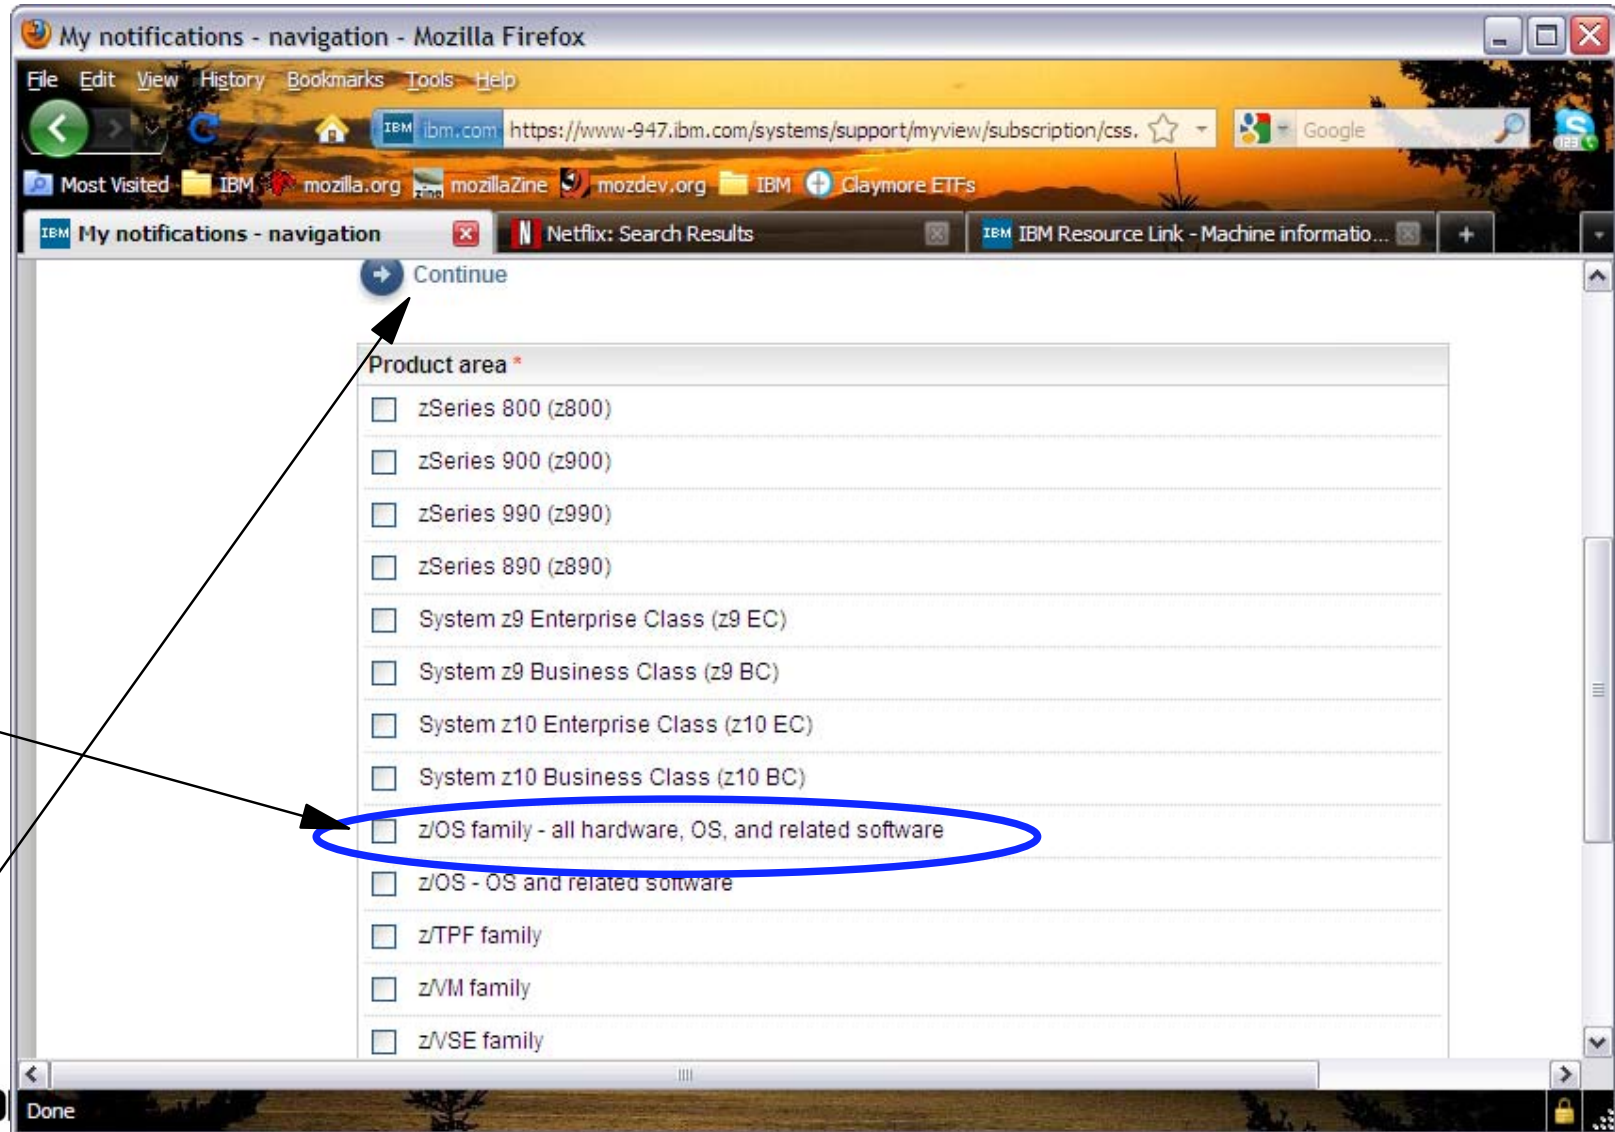 My notifications - navigation - Mozilla Firefox
File Edit View History Bookmarks Tools Help
IBM ibm.com https://www-947.ibm.com/systems/support/myview/subscription/css. Google
Most Visited IBM mozilla.org zine mozillaZine mozdev.org IBM Claymore ETFs
IBM My notifications - navigation N Netflix: Search Results IBM IBM Resource Link - Machine informatio... +
Continue
Product area *
zSeries 800 (z800)
zSeries 900 (z900)
zSeries 990 (z990)
zSeries 890 (z890)
System z9 Enterprise Class (z9 EC)
System z9 Business Class (z9 BC)
System z10 Enterprise Class (z10 EC)
System z10 Business Class (z10 BC)
z/OS family - all hardware, OS, and related software
z/OS - OS and related software
z/TPF family
z/VM family
z/VSE family
Done